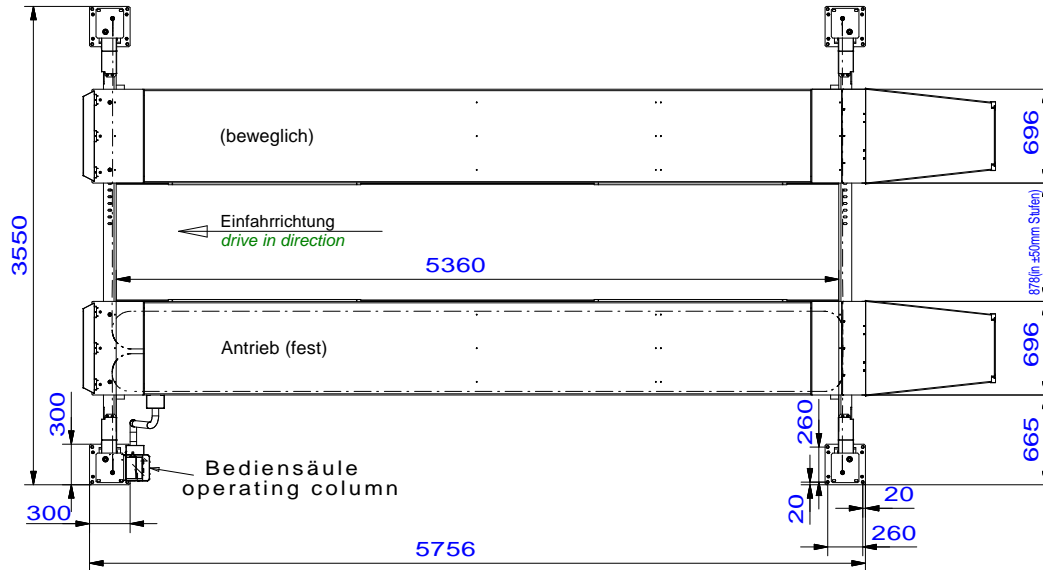 (beweglich)
696
3550
Einfahrrichtung
drive in direction
878(in ±50mm Stufen)
5360
Antrieb (fest)
696
300
260
665
Bediensäule
operating column
300
20
20
260
5756